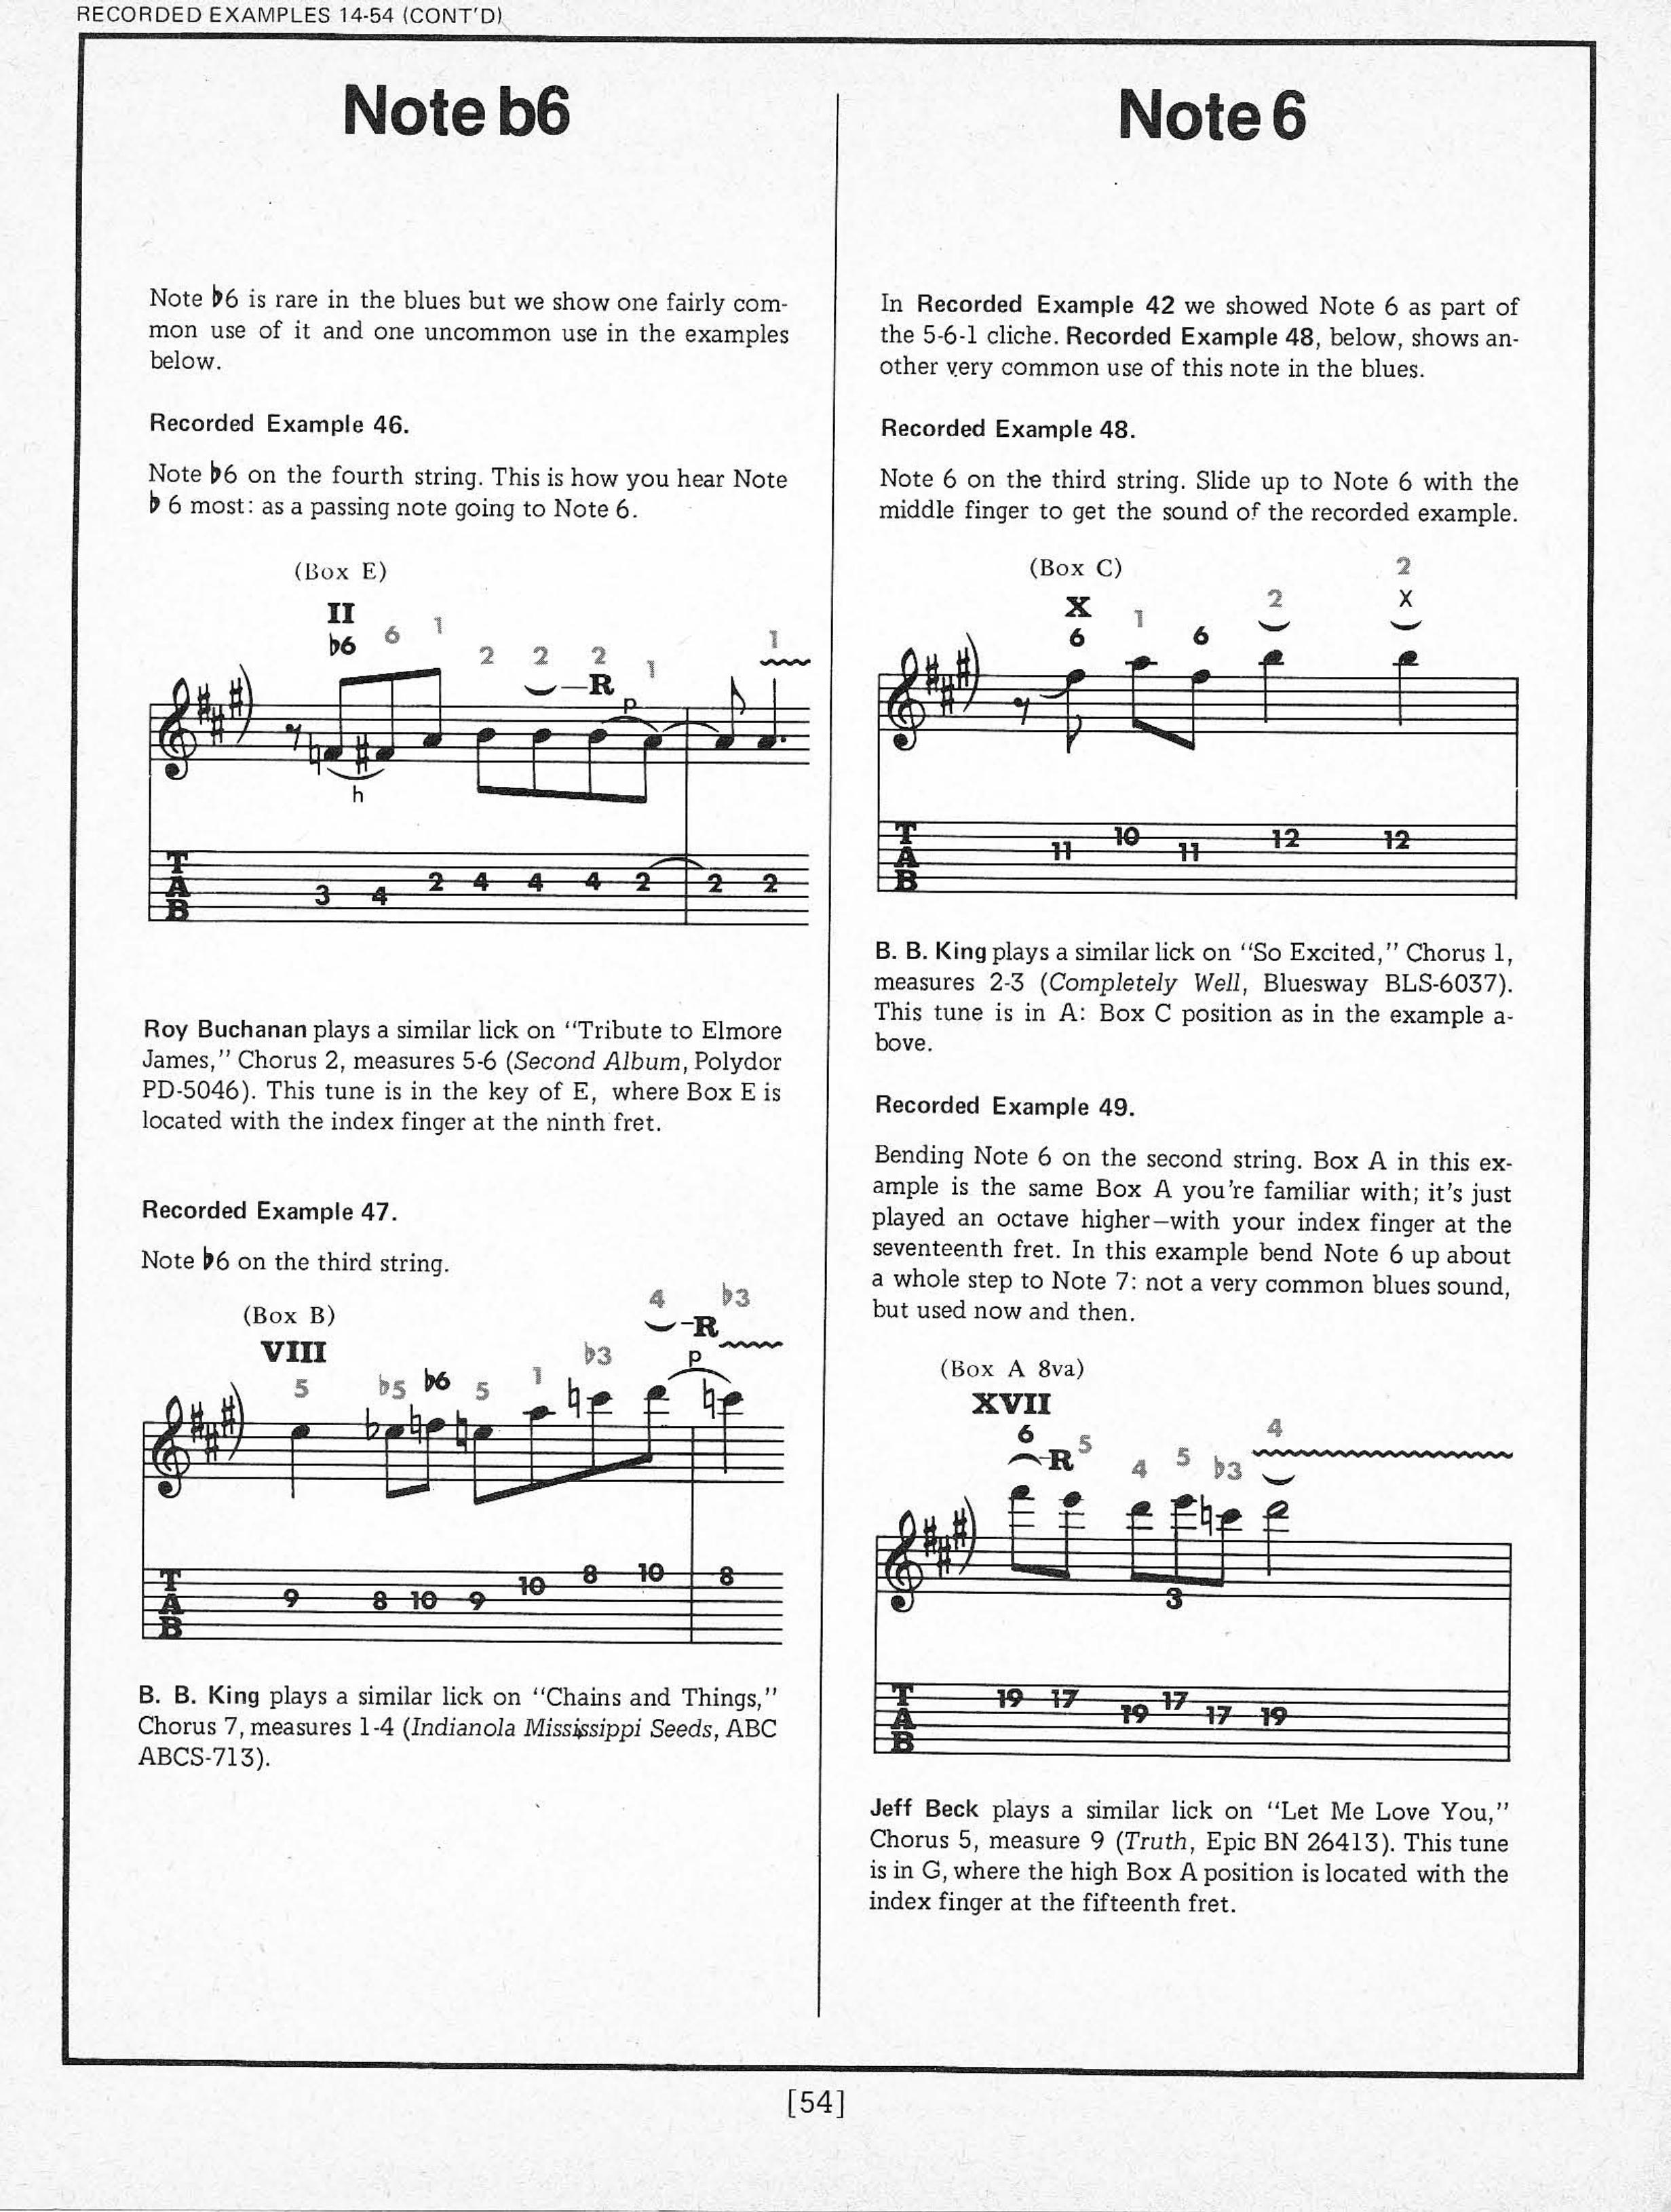 RECORDED EXAMPLES 14-54 (CONT'D)
Note b6
Note ♭6 is rare in the blues but we show one fairly com-
mon use of it and one uncommon use in the examples
below.
Recorded Example 46.
Note ♭6 on the fourth string. This is how you hear Note
♭ 6 most: as a passing note going to Note 6.
(Box E)
II
♭6 6 1 2 2 2 1 1
R
p
h
T A B
3 4 2 4 4 4 2 2 2
Roy Buchanan plays a similar lick on "Tribute to Elmore
James," Chorus 2, measures 5-6 (Second Album, Polydor
PD-5046). This tune is in the key of E, where Box E is
located with the index finger at the ninth fret.
Recorded Example 47.
Note ♭6 on the third string.
(Box B)
VIII
5 ♭5 ♭6 5 1 ♭3 4 ♭3
R
p
T A B
9 8 10 9 10 8 10 8
B. B. King plays a similar lick on "Chains and Things,"
Chorus 7, measures 1-4 (Indianola Mississippi Seeds, ABC
ABCS-713).
Note 6
In Recorded Example 42 we showed Note 6 as part of
the 5-6-1 cliche. Recorded Example 48, below, shows an-
other very common use of this note in the blues.
Recorded Example 48.
Note 6 on the third string. Slide up to Note 6 with the
middle finger to get the sound of the recorded example.
(Box C)
X
6 1 6 2 2
X
T A B
11 10 11 12 12
B. B. King plays a similar lick on "So Excited," Chorus 1,
measures 2-3 (Completely Well, Bluesway BLS-6037).
This tune is in A: Box C position as in the example a-
bove.
Recorded Example 49.
Bending Note 6 on the second string. Box A in this ex-
ample is the same Box A you're familiar with; it's just
played an octave higher—with your index finger at the
seventeenth fret. In this example bend Note 6 up about
a whole step to Note 7: not a very common blues sound,
but used now and then.
(Box A 8va)
XVII
6 5 4 5 ♭3 4
R
3
T A B
19 17 19 17 17 19
Jeff Beck plays a similar lick on "Let Me Love You,"
Chorus 5, measure 9 (Truth, Epic BN 26413). This tune
is in G, where the high Box A position is located with the
index finger at the fifteenth fret.
[54]